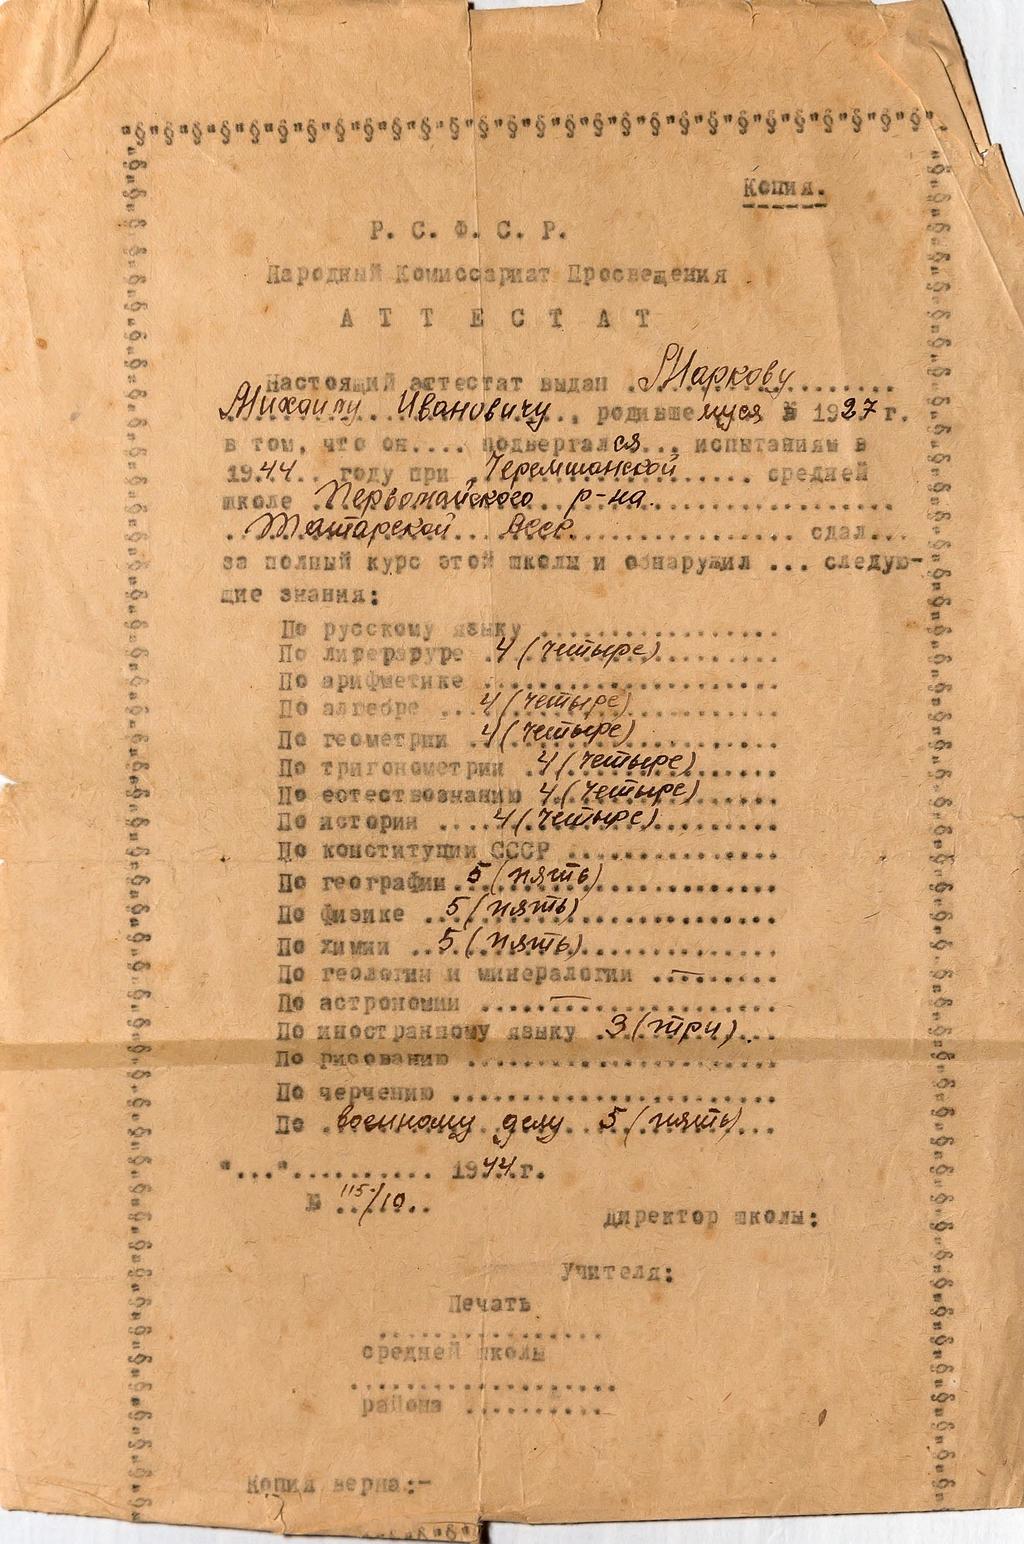 Копия.
Р. С. Ф. С. Р.
Народный Комиссариат Просвещения
А Т Т Е С Т А Т
Настоящий аттестат выдан Маркову
Михаилу Ивановичу, родившемуся в 1927 г.
в том, что он.... подвергался... испытаниям в
1944.. году при Черемшанской средней
школе Первомайского р-на.
Татарской АССР сдал...
за полный курс этой школы и обнаружил ... следую-
щие знания:
По русскому языку .................
По литераруре 4 (четыре)
По арифметике ....................
По алгебре ... 4 (четыре)
По геометрии 4 (четыре)
По тригонометрии 4 (четыре)
По естествознанию 4 (четыре)
По истории .... 4 (четыре)
По конституции СССР ...............
По географии 5 (пять)
По физике .. 5 (пять)
По химии .. 5 (пять)
По геологии и минералогии ..—.....
По астрономии .....—..............
По иностранному языку 3 (три)...
По рисованию ......................
По черчению .......................
По военному делу 5 (пять)...
"..."........... 1944 г.
№ 115/10..
Директор школы:
Учителя:
Печать
................
средней школы
...................
района ..........
Копия верна:-